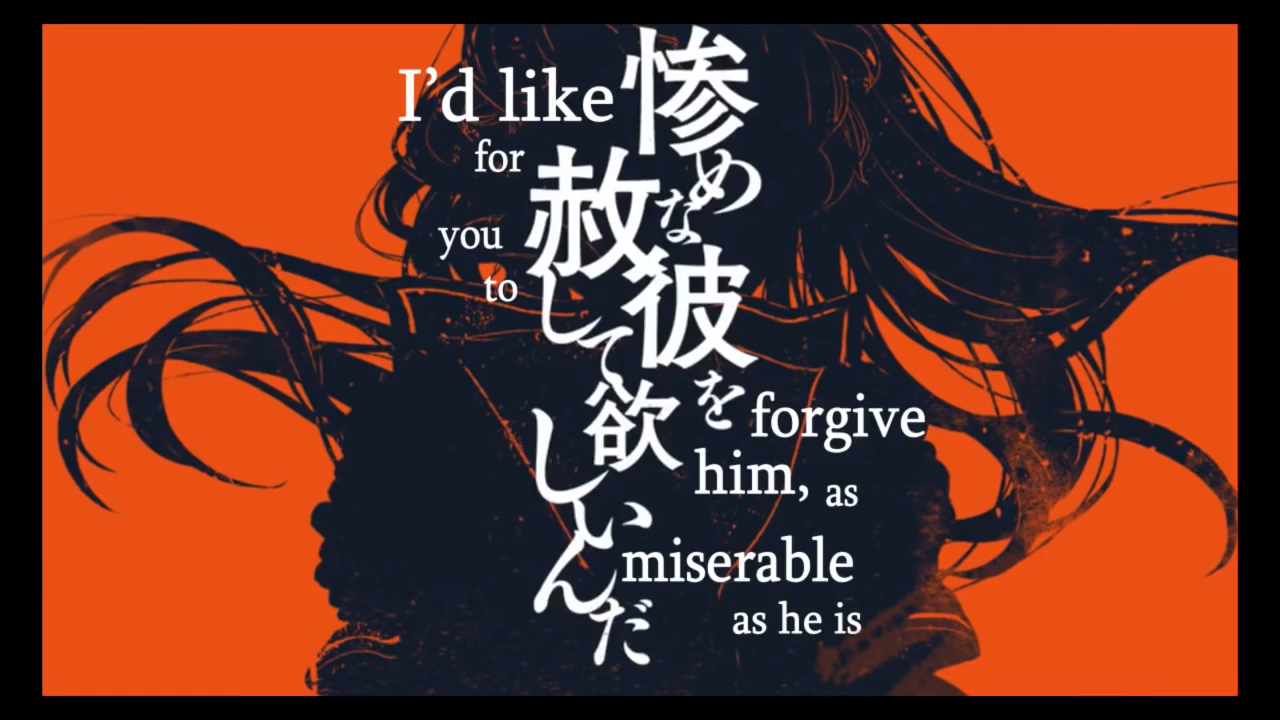 惨めな彼を
赦して欲しいんだ
I'd like
for
you
to
forgive
him, as
miserable
as he is